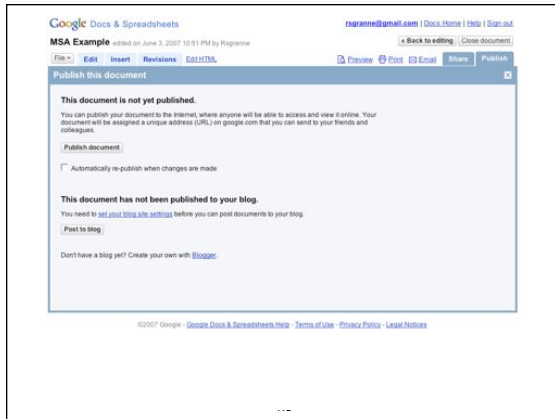 Google Docs & Spreadsheets
rsgranne@gmail.com | Docs Home | Help | Sign out
MSA Example edited on June 3, 2007 10:51 PM by Rsgranne
« Back to editing Close document
File Edit Insert Revisions Edit HTML Preview Print Email Share Publish
Publish this document
This document is not yet published.
You can publish your document to the Internet, where anyone will be able to access and view it online. Your
document will be assigned a unique address (URL) on google.com that you can send to your friends and
colleagues.
Publish document
Automatically re-publish when changes are made
This document has not been published to your blog.
You need to set your blog site settings before you can post documents to your blog.
Post to blog
Don't have a blog yet? Create your own with Blogger.
©2007 Google - Google Docs & Spreadsheets Help - Terms of Use - Privacy Policy - Legal Notices